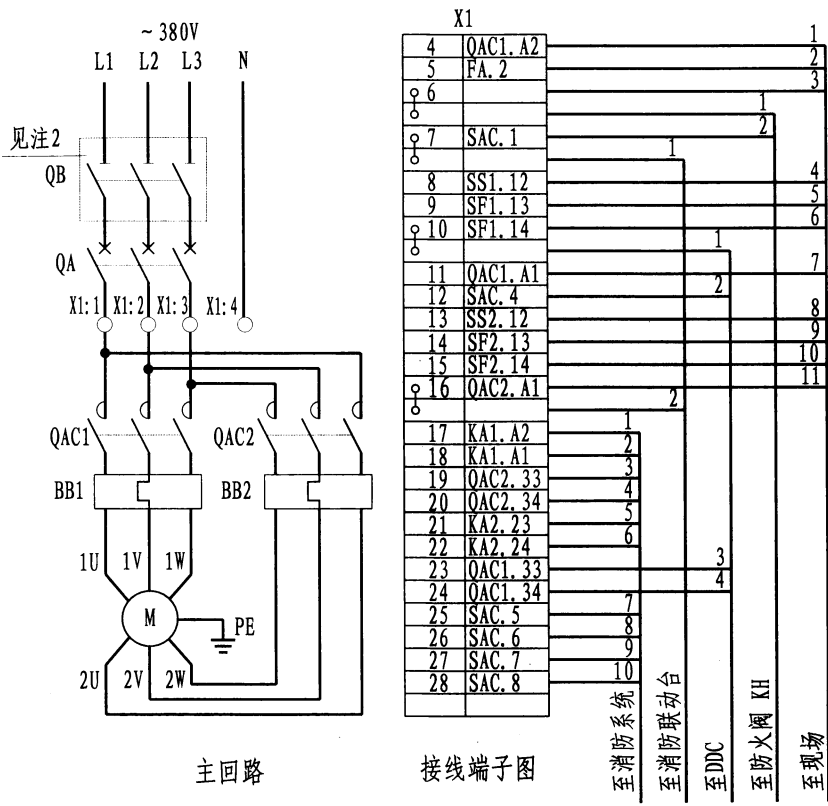 ~380V
L1 L2 L3 N
见注2
QB
QA
X1:1 X1:2 X1:3 X1:4
QAC1 QAC2
BB1 BB2
1U 1V 1W
M
PE
2U 2V 2W
主回路
X1
4 QAC1.A2 1
5 FA.2 2
6 3
1
7 SAC.1 2
1
8 SS1.12 4
9 SF1.13 5
10 SF1.14 6
1
11 QAC1.A1 7
12 SAC.4 2
13 SS2.12 8
14 SF2.13 9
15 SF2.14 10
16 QAC2.A1 11
2
17 KA1.A2 1
18 KA1.A1 2
19 QAC2.33 3
20 QAC2.34 4
21 KA2.23 5
22 KA2.24 6
23 QAC1.33 3
24 QAC1.34 4
25 SAC.5 7
26 SAC.6 8
27 SAC.7 9
28 SAC.8 10
至消防系统
至消防联动台
至DDC
至防火阀 KH
至现场
接线端子图